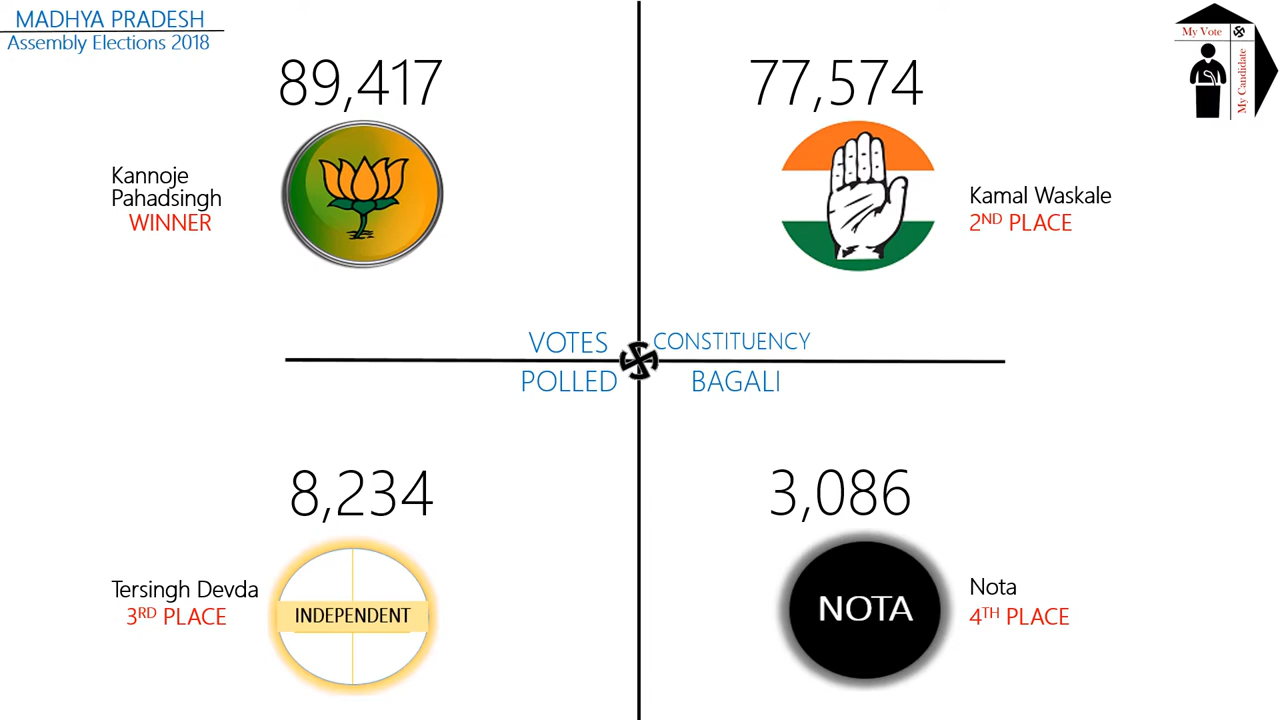 MADHYA PRADESH
Assembly Elections 2018
My Vote
My Candidate
89,417
Kannoje
Pahadsingh
WINNER
77,574
Kamal Waskale
2ND PLACE
VOTES
POLLED
CONSTITUENCY
BAGALI
8,234
Tersingh Devda
3RD PLACE
INDEPENDENT
3,086
NOTA
Nota
4TH PLACE